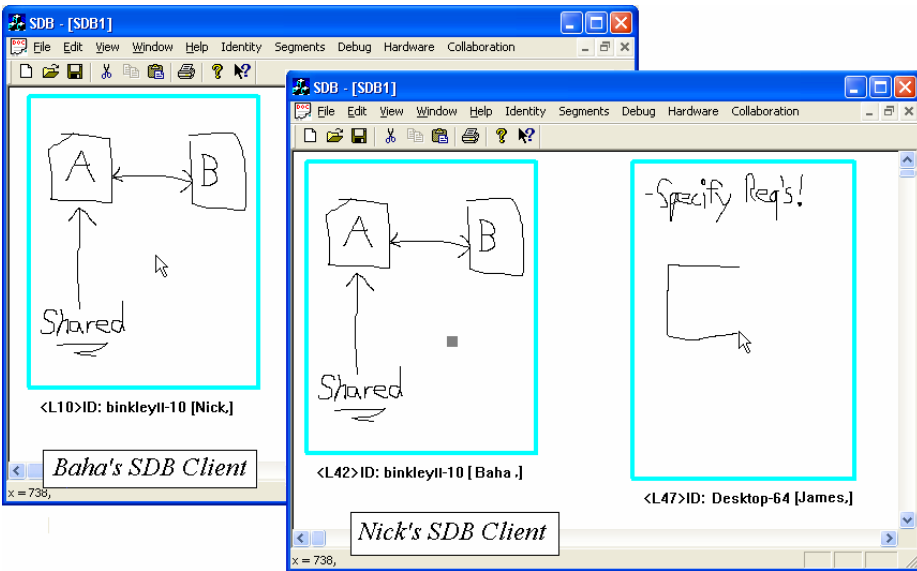 SDB - [SDB1]
File Edit View Window Help Identity Segments Debug Hardware Collaboration
A
B
Shared
<L10>ID: binkleyII-10 [Nick,]
Baha's SDB Client
x = 738,
SDB - [SDB1]
File Edit View Window Help Identity Segments Debug Hardware Collaboration
A
B
Shared
<L42>ID: binkleyII-10 [ Baha ,]
-Specify Req's!
<L47>ID: Desktop-64 [James,]
Nick's SDB Client
x = 738,